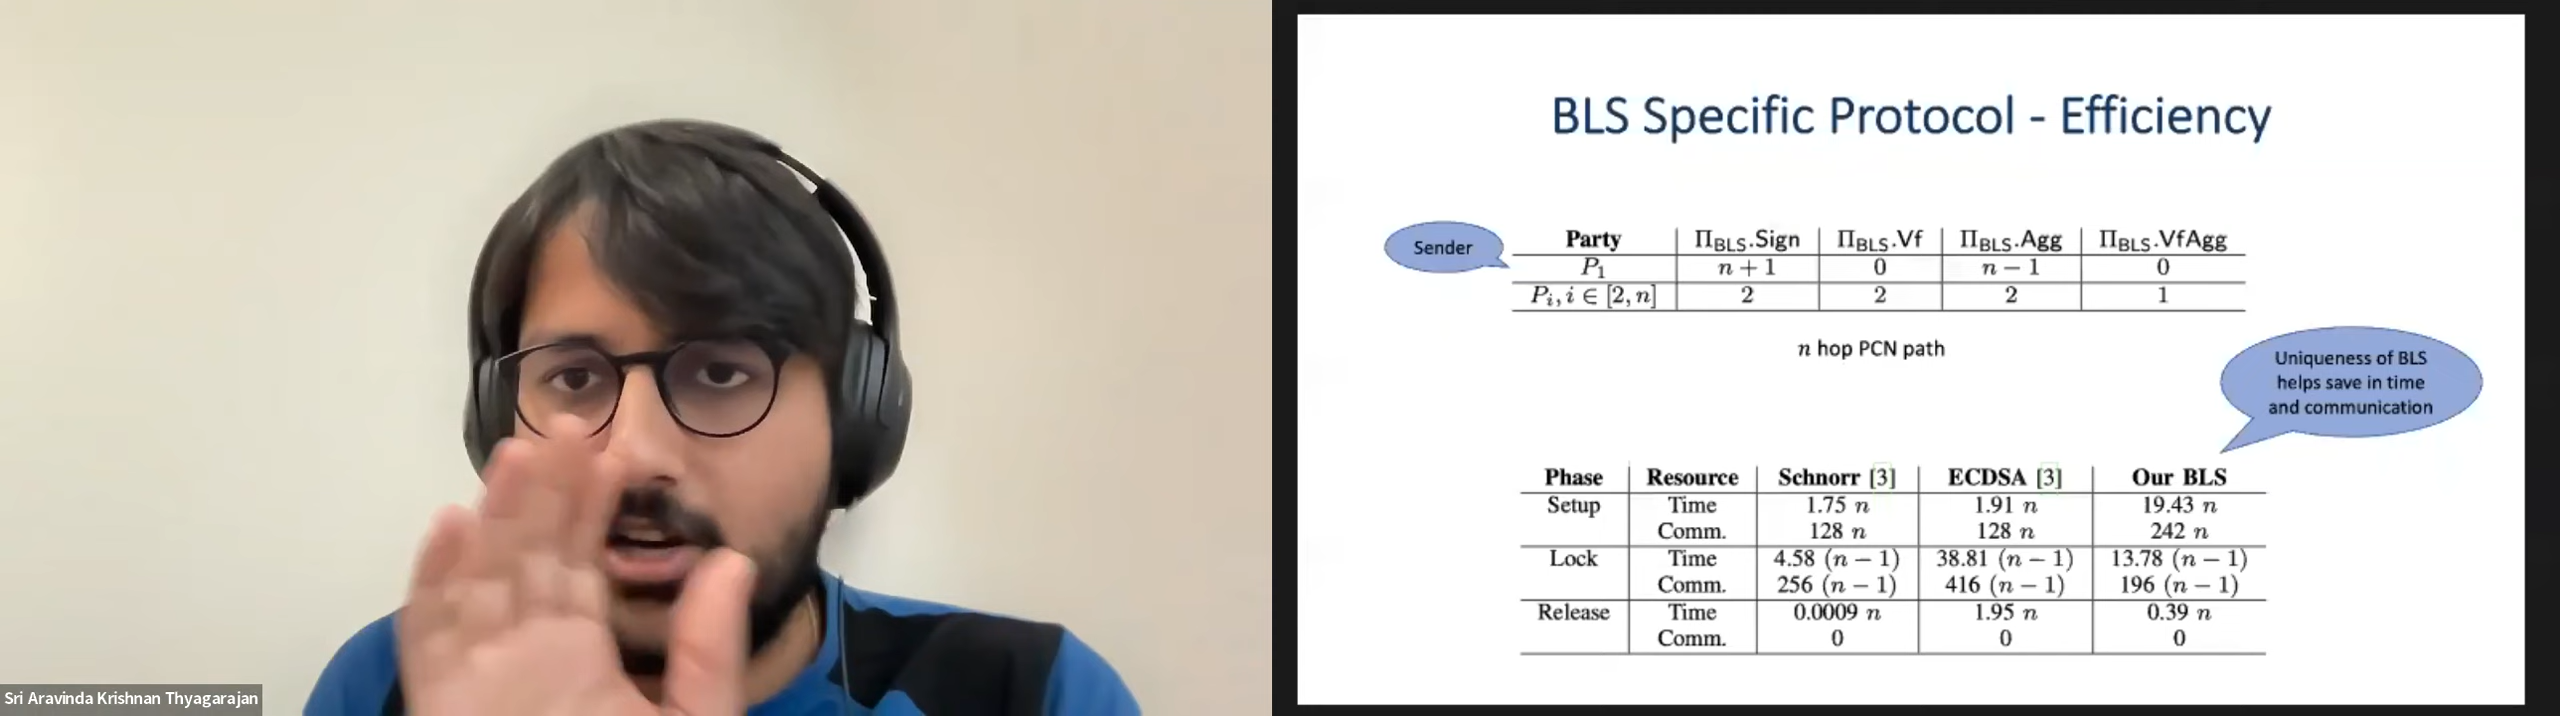 BLS Specific Protocol - Efficiency
Sender
Party Π_BLS.Sign Π_BLS.Vf Π_BLS.Agg Π_BLS.VfAgg
P₁ n + 1 0 n − 1 0
Pᵢ, i ∈ [2, n] 2 2 2 1
n hop PCN path
Uniqueness of BLS
helps save in time
and communication
Phase Resource Schnorr [3] ECDSA [3] Our BLS
Setup Time 1.75 n 1.91 n 19.43 n
Comm. 128 n 128 n 242 n
Lock Time 4.58 (n − 1) 38.81 (n − 1) 13.78 (n − 1)
Comm. 256 (n − 1) 416 (n − 1) 196 (n − 1)
Release Time 0.0009 n 1.95 n 0.39 n
Comm. 0 0 0
Sri Aravinda Krishnan Thyagarajan